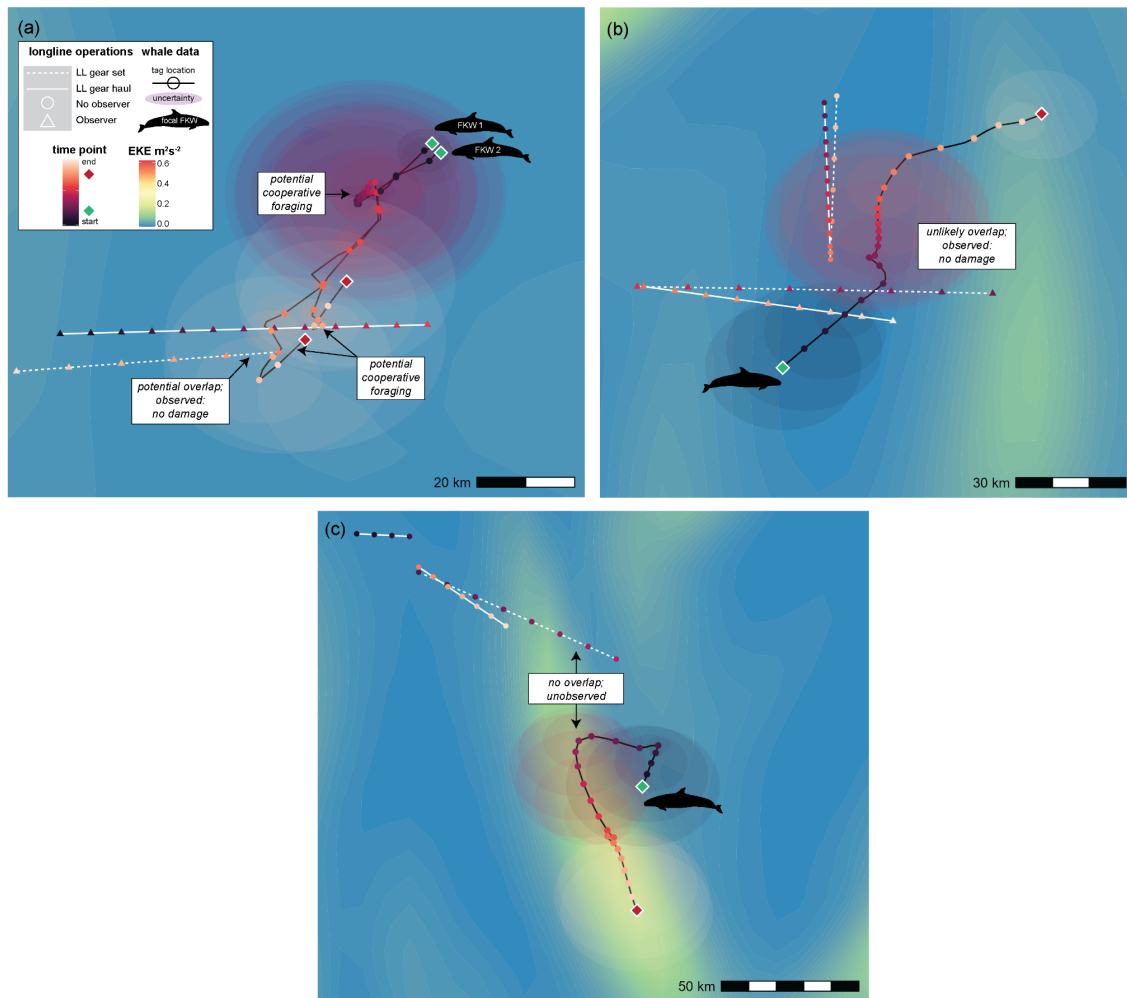 (a)
longline operations
whale data
LL gear set
LL gear haul
No observer
Observer
tag location
uncertainty
focal FKW
time point
end
start
EKE m²s⁻²
0.6
0.4
0.2
0.0
FKW 1
FKW 2
potential
cooperative
foraging
potential overlap;
observed:
no damage
potential
cooperative
foraging
20 km
(b)
unlikely overlap;
observed:
no damage
30 km
(c)
no overlap;
unobserved
50 km